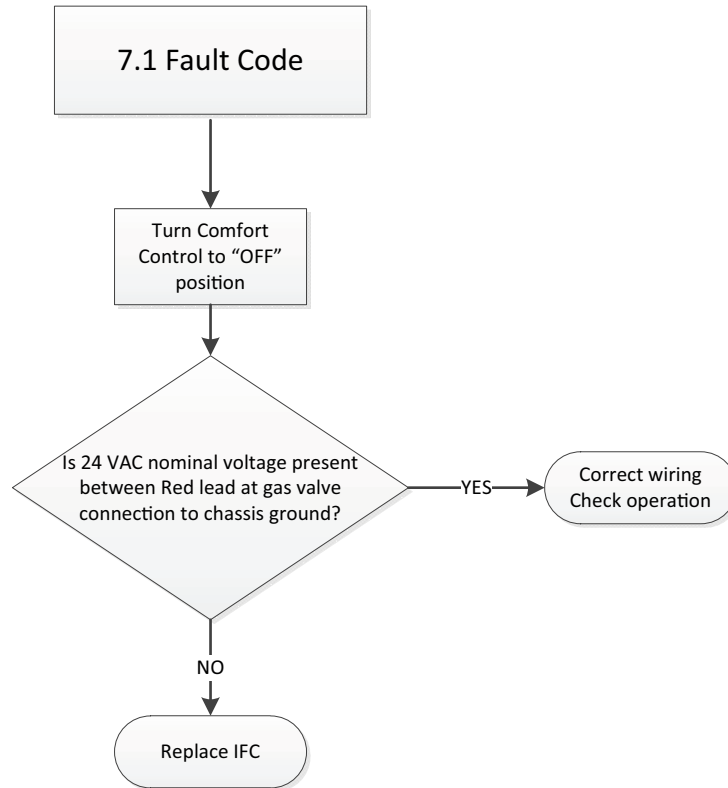 7.1 Fault Code
Turn Comfort
Control to “OFF”
position
Is 24 VAC nominal voltage present
between Red lead at gas valve
connection to chassis ground?
YES
Correct wiring
Check operation
NO
Replace IFC